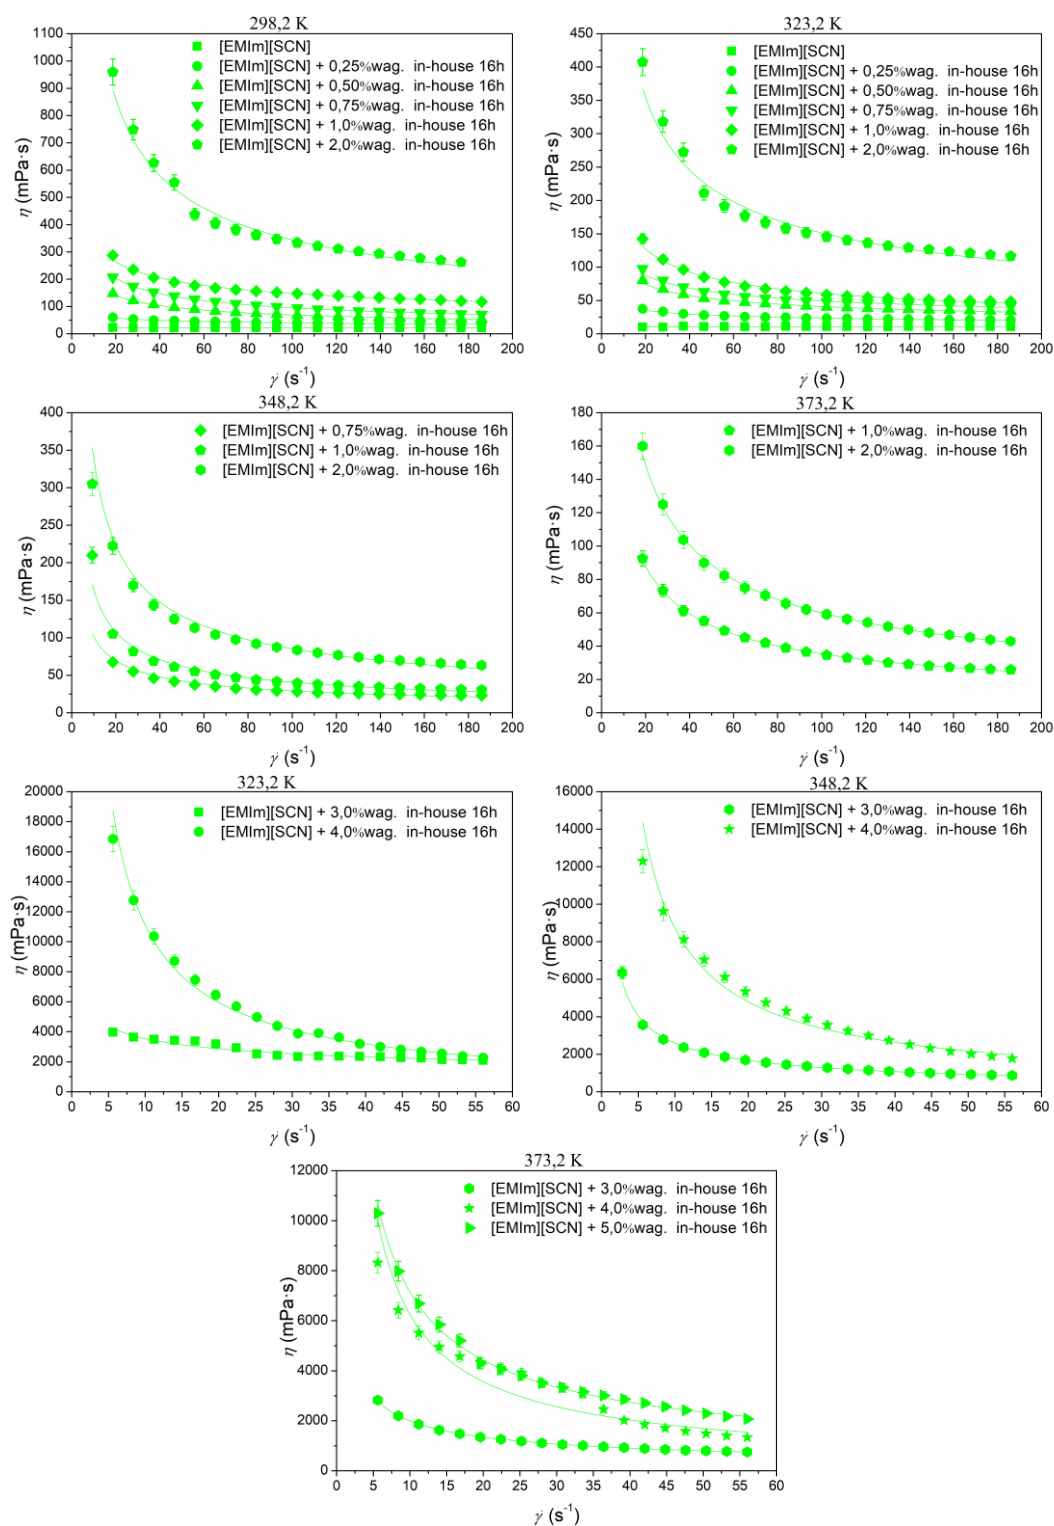 298,2 K
1100
1000
900
800
700
600
500
400
300
200
100
0
η (mPa·s)
[EMIm][SCN]
[EMIm][SCN] + 0,25%wag. in-house 16h
[EMIm][SCN] + 0,50%wag. in-house 16h
[EMIm][SCN] + 0,75%wag. in-house 16h
[EMIm][SCN] + 1,0%wag. in-house 16h
[EMIm][SCN] + 2,0%wag. in-house 16h
0 20 40 60 80 100 120 140 160 180 200
γ̇ (s⁻¹)
323,2 K
450
400
350
300
250
200
150
100
50
0
η (mPa·s)
[EMIm][SCN]
[EMIm][SCN] + 0,25%wag. in-house 16h
[EMIm][SCN] + 0,50%wag. in-house 16h
[EMIm][SCN] + 0,75%wag. in-house 16h
[EMIm][SCN] + 1,0%wag. in-house 16h
[EMIm][SCN] + 2,0%wag. in-house 16h
0 20 40 60 80 100 120 140 160 180 200
γ̇ (s⁻¹)
348,2 K
400
350
300
250
200
150
100
50
0
η (mPa·s)
[EMIm][SCN] + 0,75%wag. in-house 16h
[EMIm][SCN] + 1,0%wag. in-house 16h
[EMIm][SCN] + 2,0%wag. in-house 16h
0 20 40 60 80 100 120 140 160 180 200
γ̇ (s⁻¹)
373,2 K
180
160
140
120
100
80
60
40
20
0
η (mPa·s)
[EMIm][SCN] + 1,0%wag. in-house 16h
[EMIm][SCN] + 2,0%wag. in-house 16h
0 20 40 60 80 100 120 140 160 180 200
γ̇ (s⁻¹)
323,2 K
20000
18000
16000
14000
12000
10000
8000
6000
4000
2000
0
η (mPa·s)
[EMIm][SCN] + 3,0%wag. in-house 16h
[EMIm][SCN] + 4,0%wag. in-house 16h
0 5 10 15 20 25 30 35 40 45 50 55 60
γ̇ (s⁻¹)
348,2 K
16000
14000
12000
10000
8000
6000
4000
2000
0
η (mPa·s)
[EMIm][SCN] + 3,0%wag. in-house 16h
[EMIm][SCN] + 4,0%wag. in-house 16h
0 5 10 15 20 25 30 35 40 45 50 55 60
γ̇ (s⁻¹)
373,2 K
12000
10000
8000
6000
4000
2000
0
η (mPa·s)
[EMIm][SCN] + 3,0%wag. in-house 16h
[EMIm][SCN] + 4,0%wag. in-house 16h
[EMIm][SCN] + 5,0%wag. in-house 16h
0 5 10 15 20 25 30 35 40 45 50 55 60
γ̇ (s⁻¹)